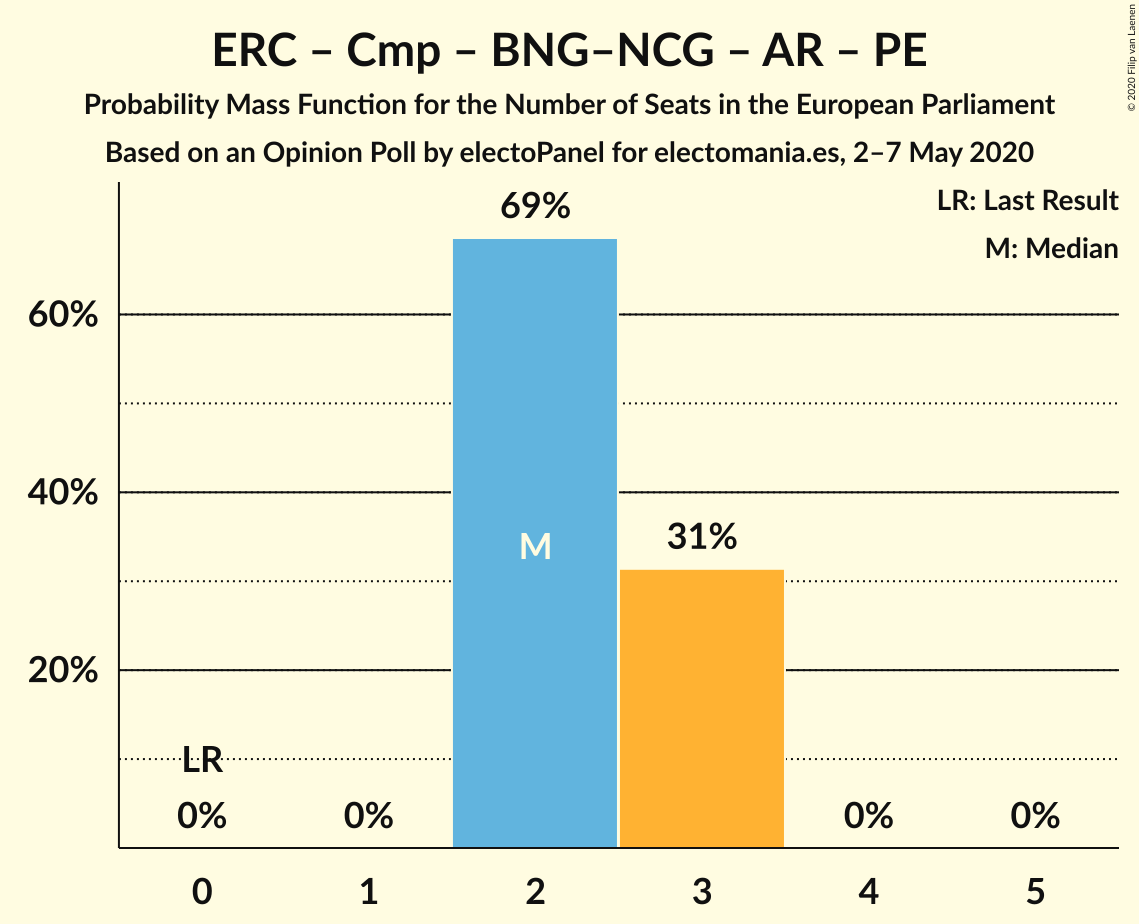 ERC – Cmp – BNG–NCG – AR – PE
Probability Mass Function for the Number of Seats in the European Parliament
Based on an Opinion Poll by electoPanel for electomania.es, 2–7 May 2020
© 2020 Filip van Laenen
LR: Last Result
M: Median
69%
60%
40%
M
31%
20%
LR
0%
0%
0%
0%
0 1 2 3 4 5